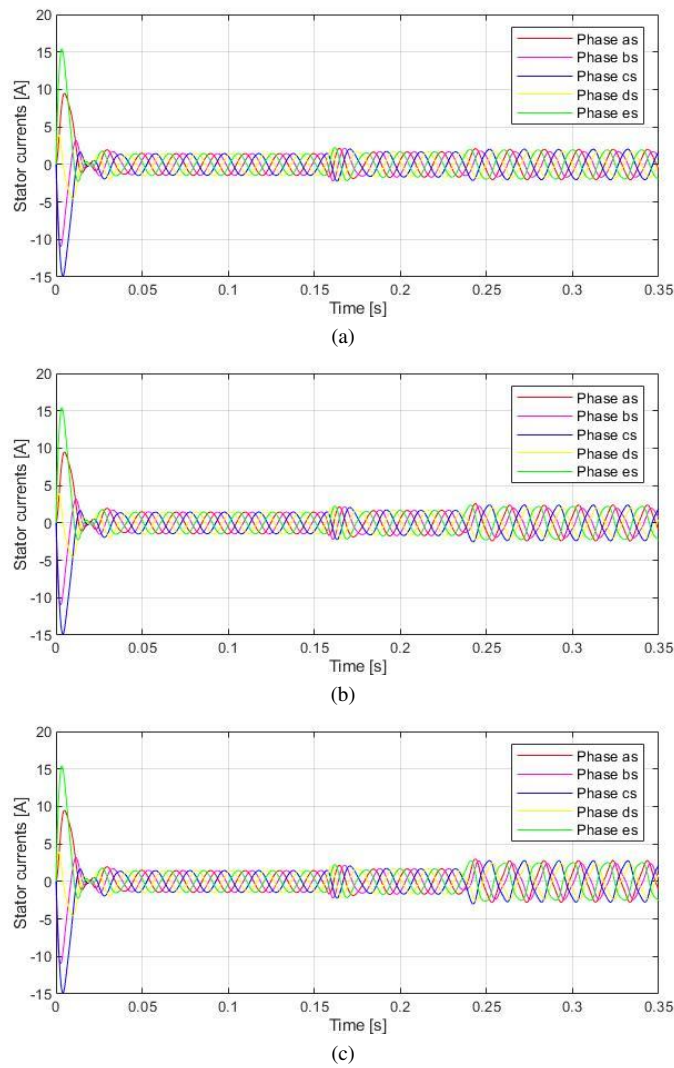 20
15
10
5
0
-5
-10
-15
Stator currents [A]
Phase as
Phase bs
Phase cs
Phase ds
Phase es
0 0.05 0.1 0.15 0.2 0.25 0.3 0.35
Time [s]
(a)
20
15
10
5
0
-5
-10
-15
Stator currents [A]
Phase as
Phase bs
Phase cs
Phase ds
Phase es
0 0.05 0.1 0.15 0.2 0.25 0.3 0.35
Time [s]
(b)
20
15
10
5
0
-5
-10
-15
Stator currents [A]
Phase as
Phase bs
Phase cs
Phase ds
Phase es
0 0.05 0.1 0.15 0.2 0.25 0.3 0.35
Time [s]
(c)